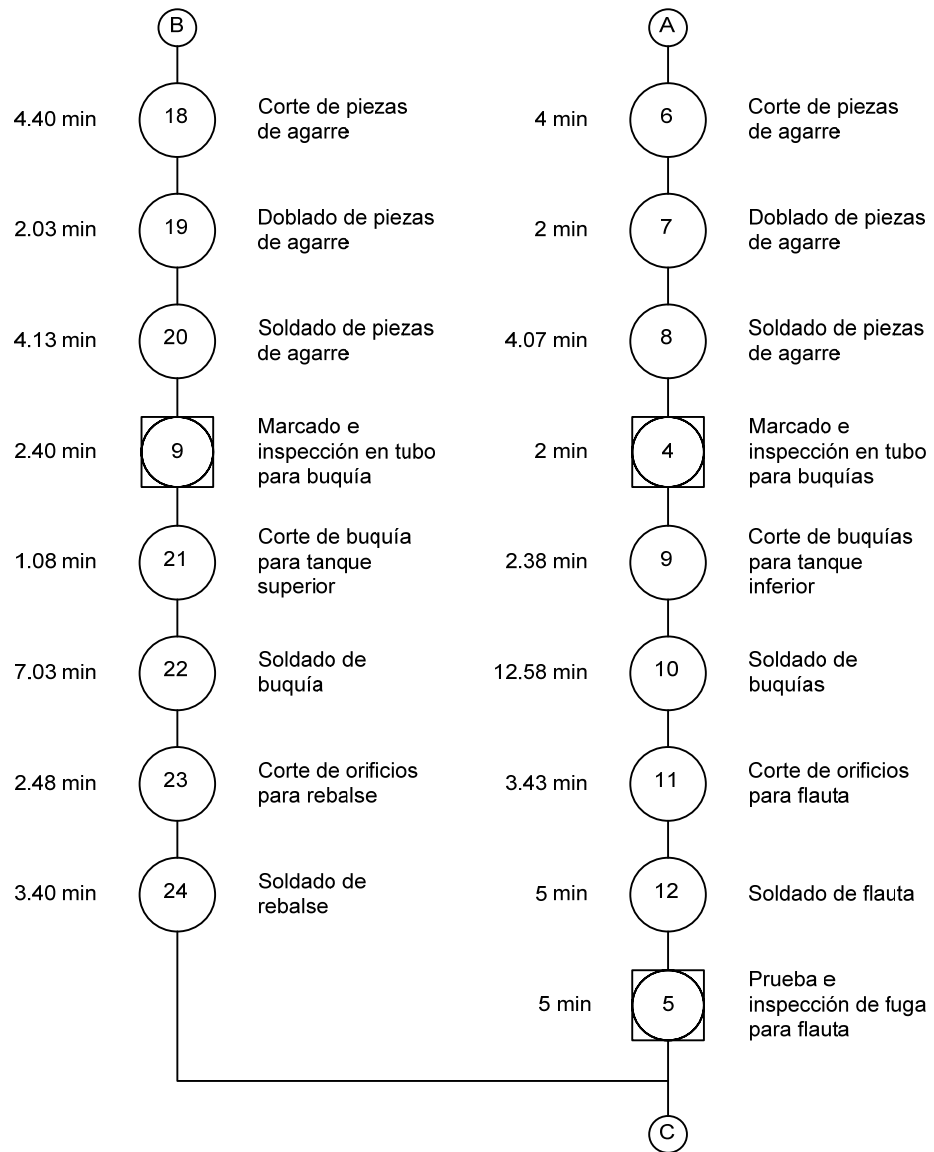 B
4.40 min
18
Corte de piezas
de agarre
2.03 min
19
Doblado de piezas
de agarre
4.13 min
20
Soldado de piezas
de agarre
2.40 min
9
Marcado e
inspección en tubo
para buquía
1.08 min
21
Corte de buquía
para tanque
superior
7.03 min
22
Soldado de
buquía
2.48 min
23
Corte de orificios
para rebalse
3.40 min
24
Soldado de
rebalse
A
4 min
6
Corte de piezas
de agarre
2 min
7
Doblado de piezas
de agarre
4.07 min
8
Soldado de piezas
de agarre
2 min
4
Marcado e
inspección en tubo
para buquías
2.38 min
9
Corte de buquías
para tanque
inferior
12.58 min
10
Soldado de
buquías
3.43 min
11
Corte de orificios
para flauta
5 min
12
Soldado de flauta
5 min
5
Prueba e
inspección de fuga
para flauta
C